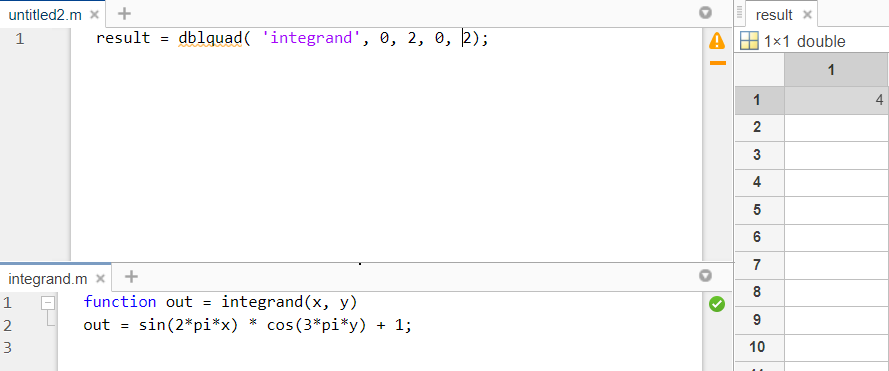 untitled2.m × +
1 result = dblquad( 'integrand', 0, 2, 0, 2);
integrand.m × +
1 function out = integrand(x, y)
2 out = sin(2*pi*x) * cos(3*pi*y) + 1;
3
result ×
1×1 double
1
1 4
2
3
4
5
6
7
8
9
10